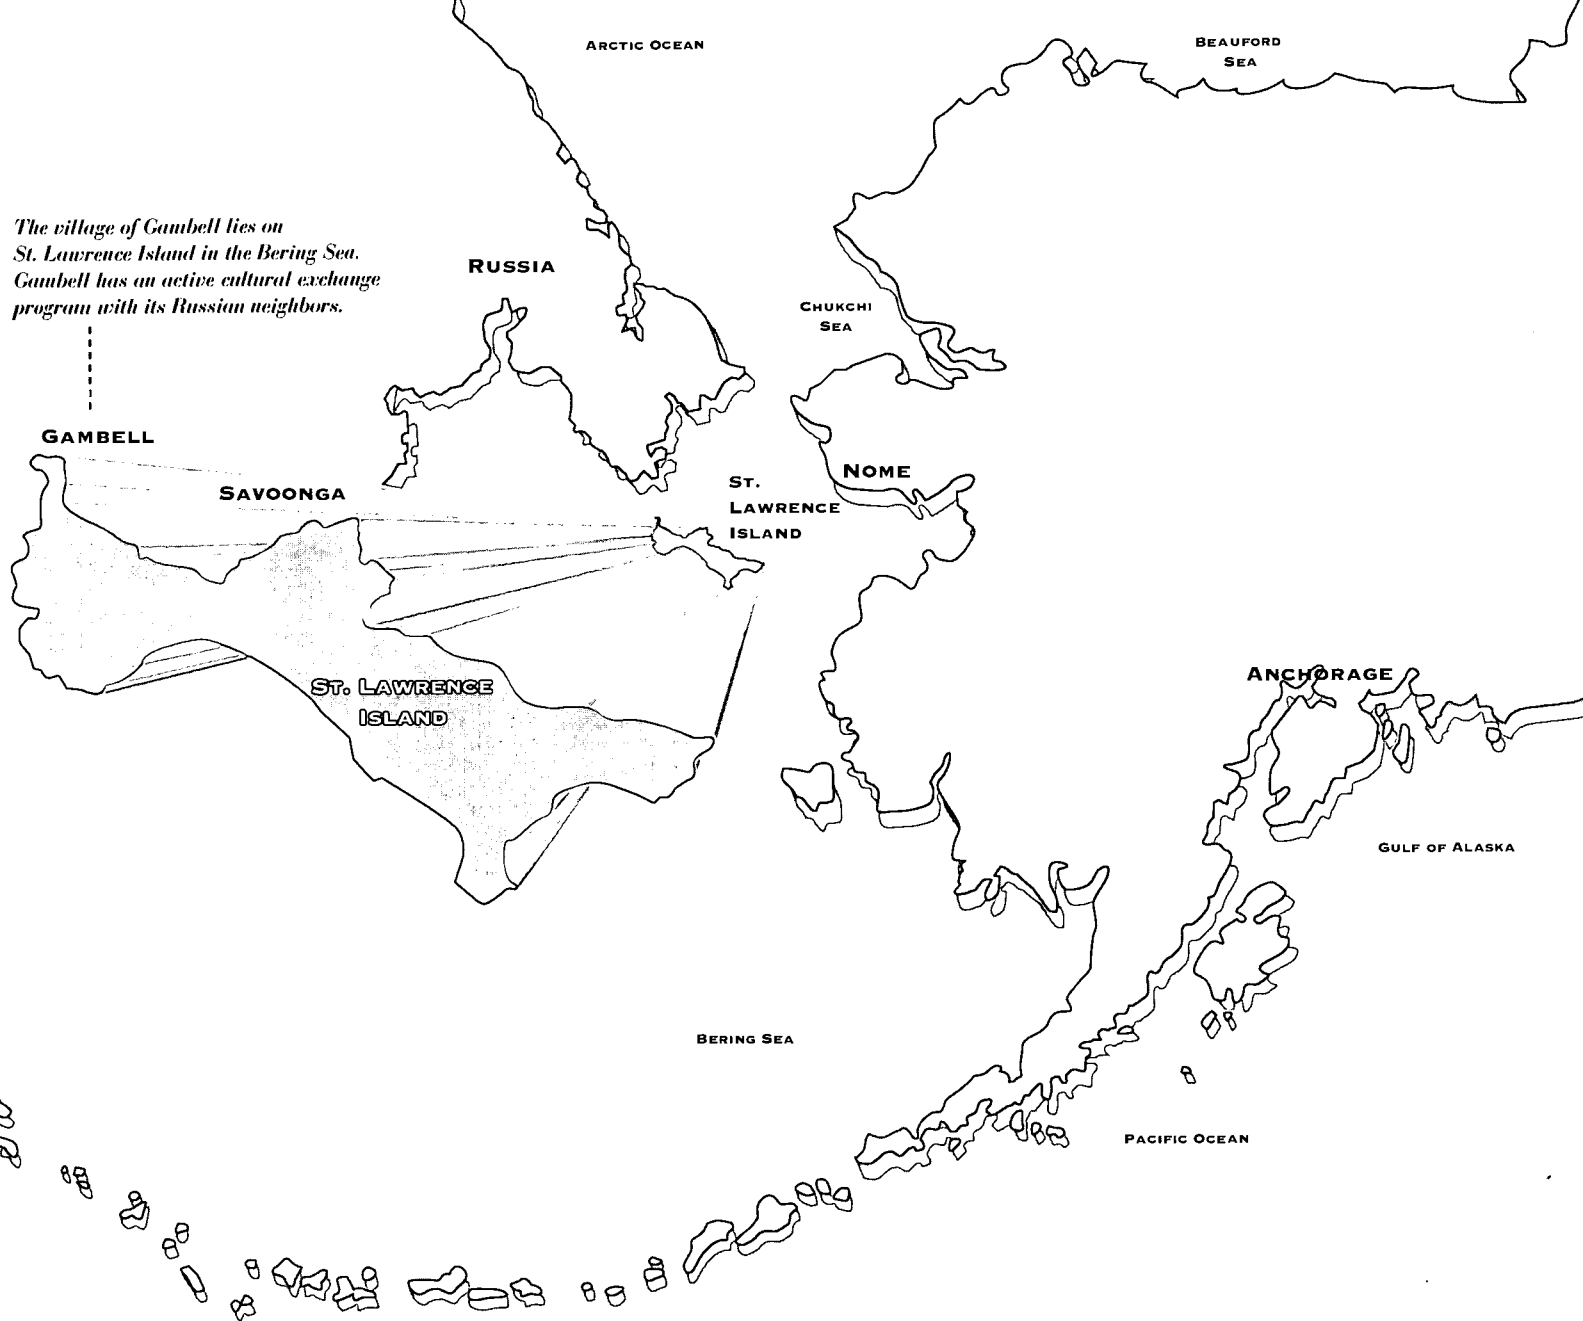 ARCTIC OCEAN
BEAUFORD
SEA
The village of Gambell lies on
St. Lawrence Island in the Bering Sea.
Gambell has an active cultural exchange
program with its Russian neighbors.
RUSSIA
CHUKCHI
SEA
GAMBELL
SAVOONGA
NOME
ST.
LAWRENCE
ISLAND
ST. LAWRENCE
ISLAND
ANCHORAGE
GULF OF ALASKA
BERING SEA
PACIFIC OCEAN